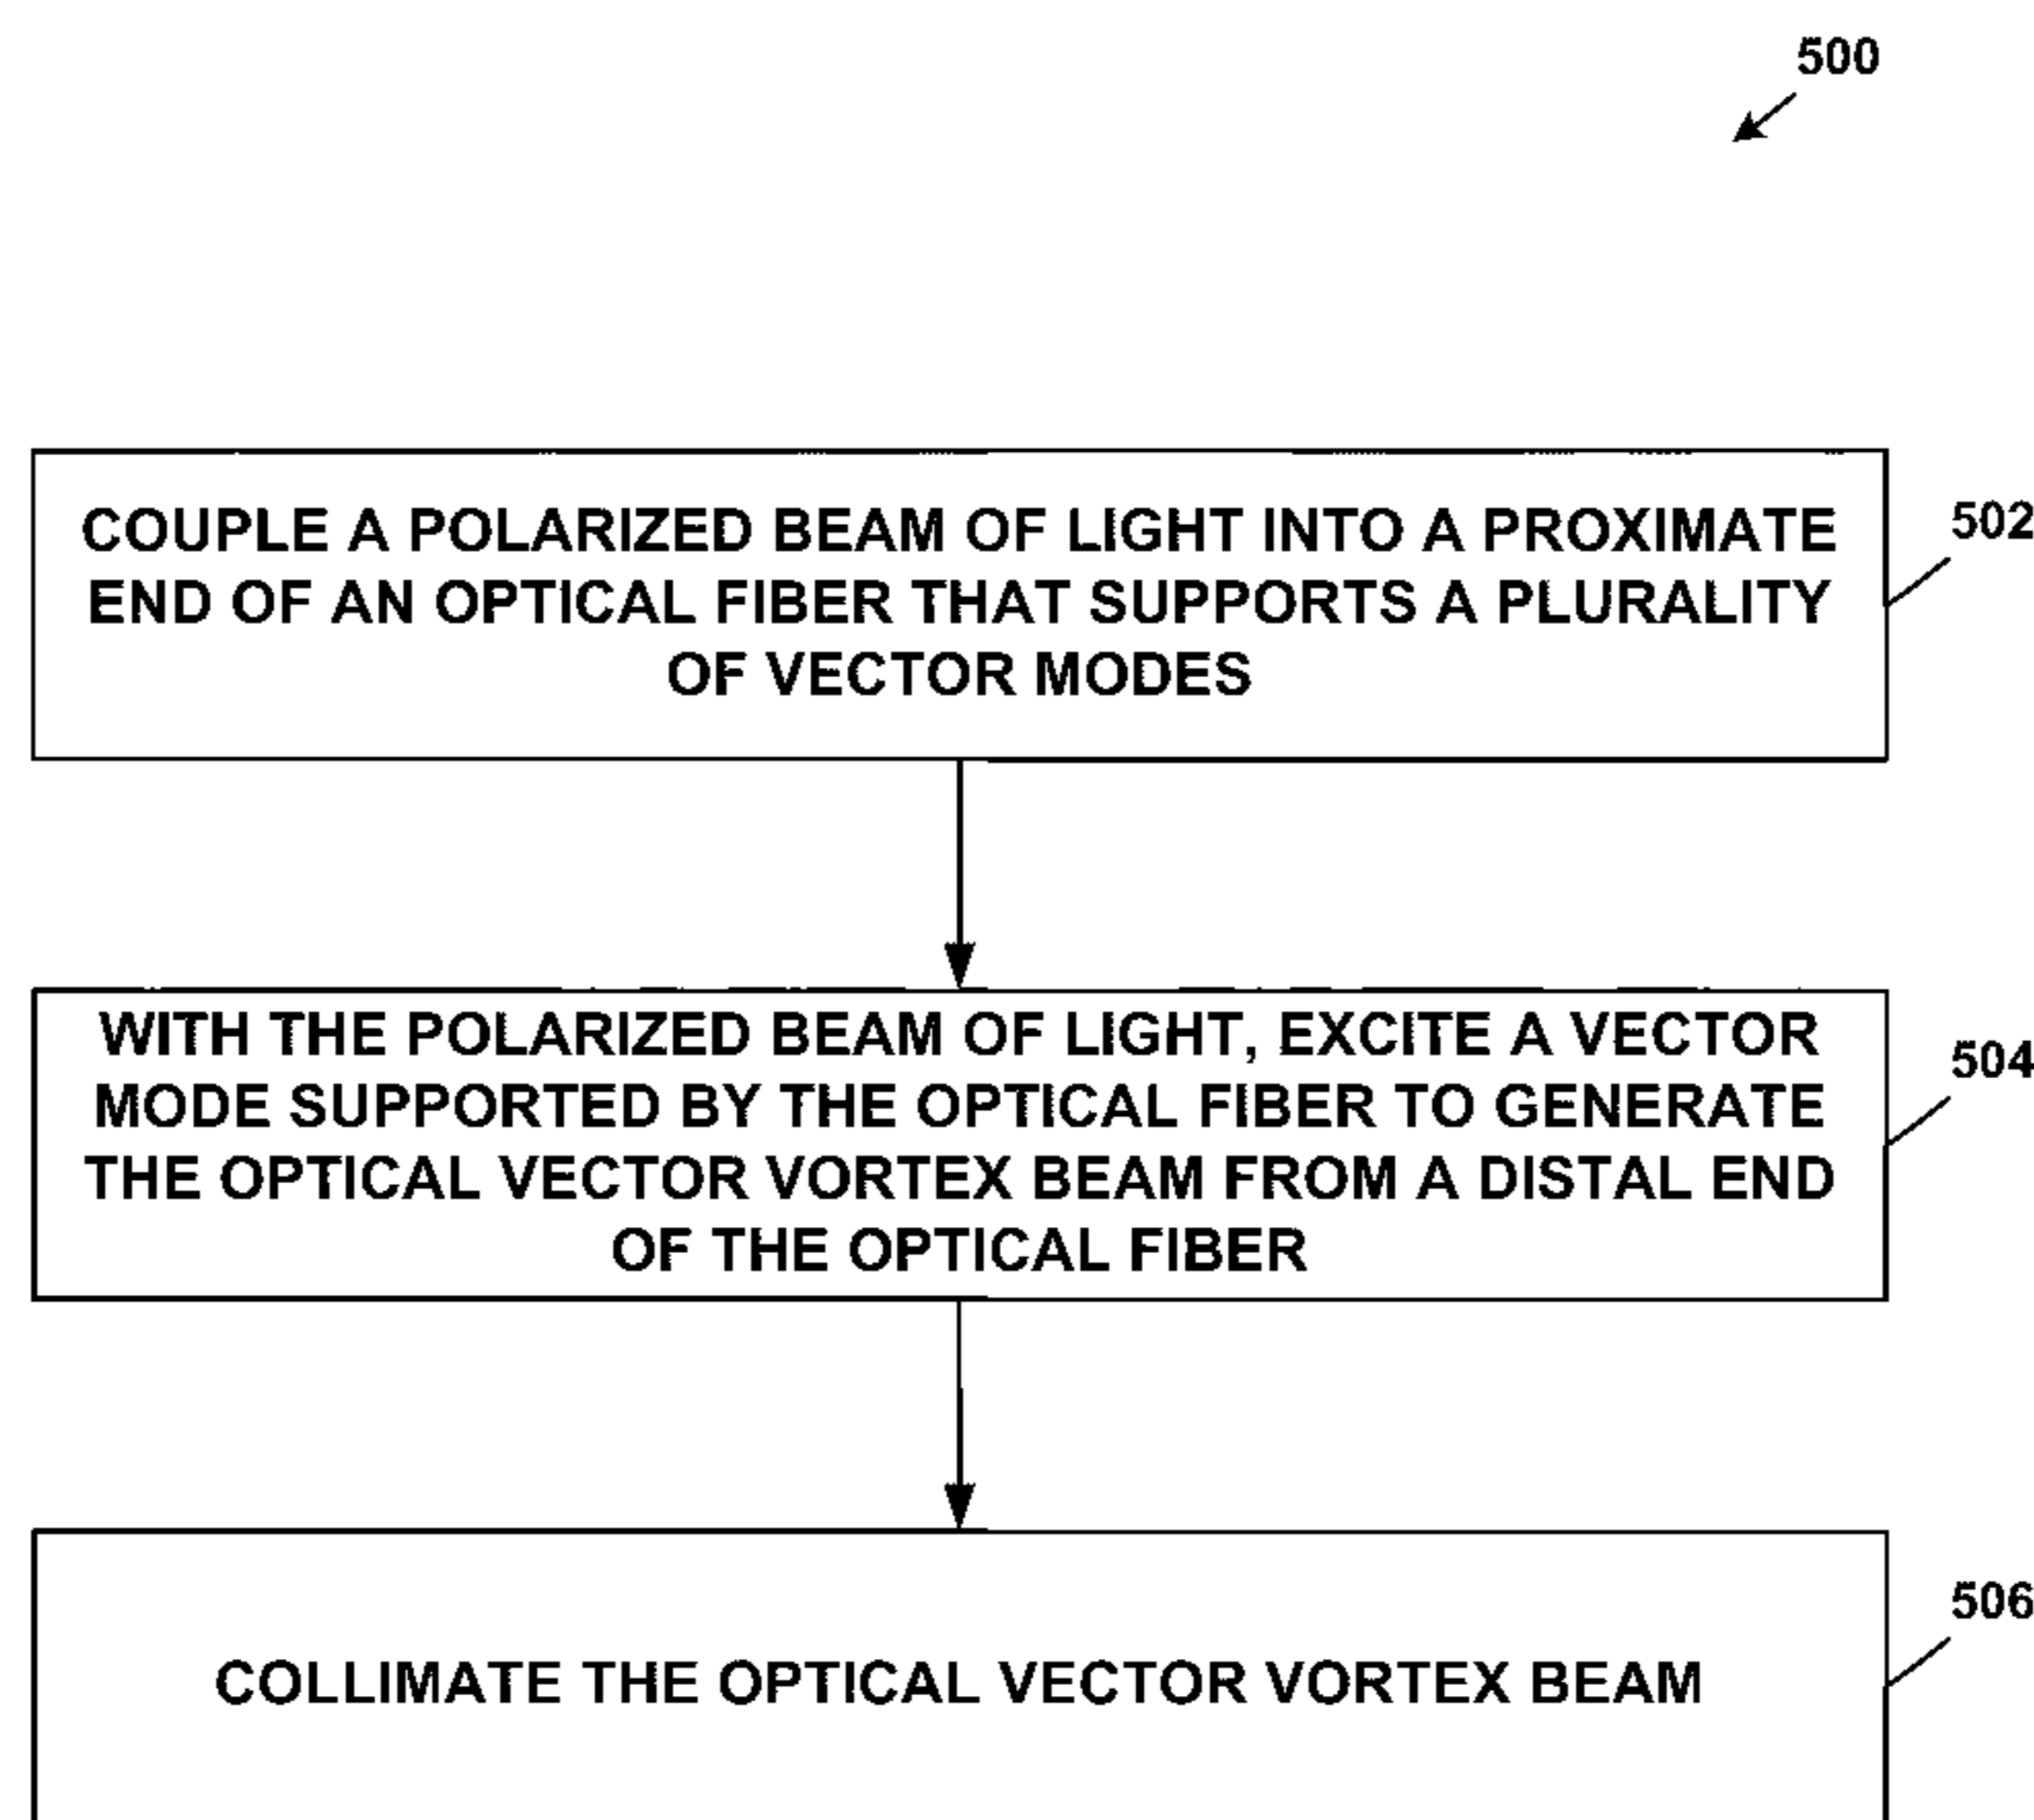 500
COUPLE A POLARIZED BEAM OF LIGHT INTO A PROXIMATE
END OF AN OPTICAL FIBER THAT SUPPORTS A PLURALITY
OF VECTOR MODES
502
WITH THE POLARIZED BEAM OF LIGHT, EXCITE A VECTOR
MODE SUPPORTED BY THE OPTICAL FIBER TO GENERATE
THE OPTICAL VECTOR VORTEX BEAM FROM A DISTAL END
OF THE OPTICAL FIBER
504
COLLIMATE THE OPTICAL VECTOR VORTEX BEAM
506